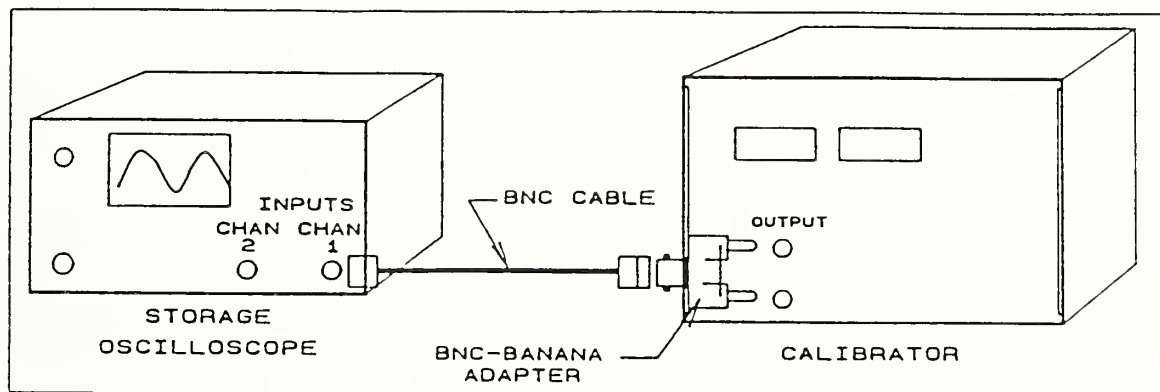 INPUTS
CHAN CHAN
2 1
BNC CABLE
OUTPUT
STORAGE
OSCILLOSCOPE
BNC-BANANA
ADAPTER
CALIBRATOR